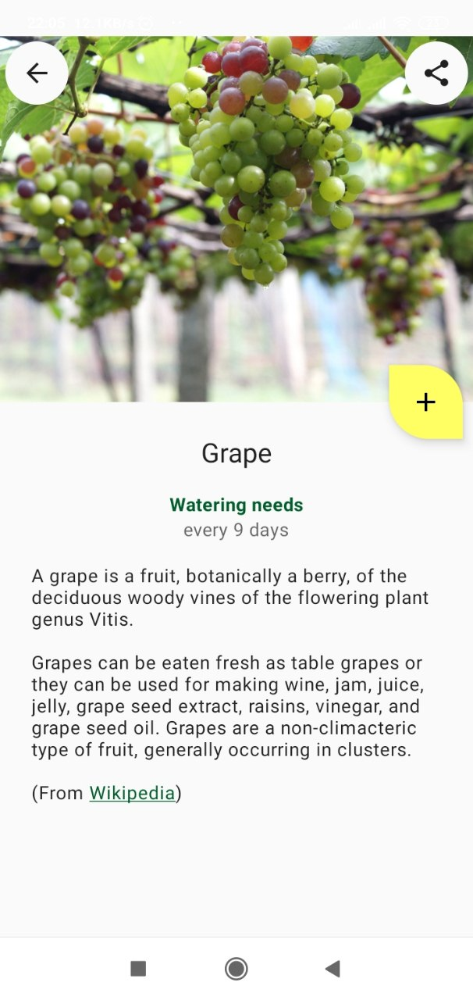 22:05 12.1KB/s
Grape
Watering needs
every 9 days
A grape is a fruit, botanically a berry, of the
deciduous woody vines of the flowering plant
genus Vitis.
Grapes can be eaten fresh as table grapes or
they can be used for making wine, jam, juice,
jelly, grape seed extract, raisins, vinegar, and
grape seed oil. Grapes are a non-climacteric
type of fruit, generally occurring in clusters.
(From Wikipedia)